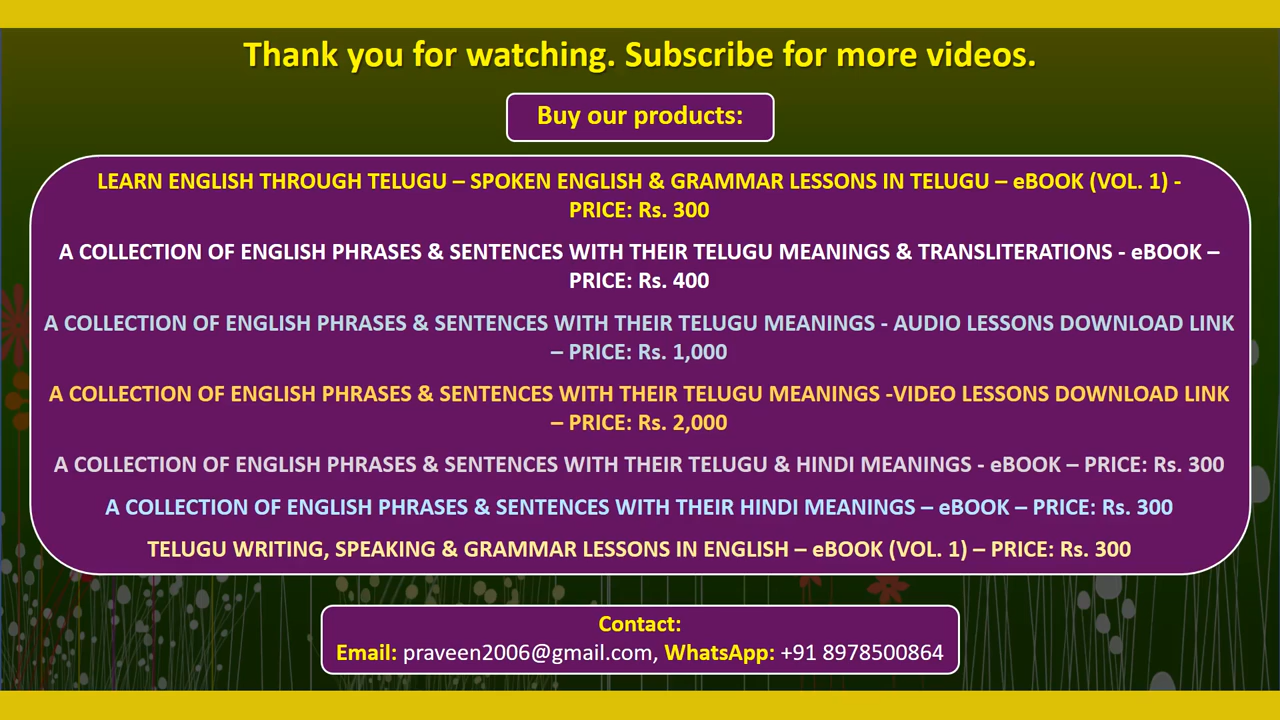 Thank you for watching. Subscribe for more videos.
Buy our products:
LEARN ENGLISH THROUGH TELUGU – SPOKEN ENGLISH & GRAMMAR LESSONS IN TELUGU – eBOOK (VOL. 1) -
PRICE: Rs. 300
A COLLECTION OF ENGLISH PHRASES & SENTENCES WITH THEIR TELUGU MEANINGS & TRANSLITERATIONS - eBOOK –
PRICE: Rs. 400
A COLLECTION OF ENGLISH PHRASES & SENTENCES WITH THEIR TELUGU MEANINGS - AUDIO LESSONS DOWNLOAD LINK
– PRICE: Rs. 1,000
A COLLECTION OF ENGLISH PHRASES & SENTENCES WITH THEIR TELUGU MEANINGS -VIDEO LESSONS DOWNLOAD LINK
– PRICE: Rs. 2,000
A COLLECTION OF ENGLISH PHRASES & SENTENCES WITH THEIR TELUGU & HINDI MEANINGS - eBOOK – PRICE: Rs. 300
A COLLECTION OF ENGLISH PHRASES & SENTENCES WITH THEIR HINDI MEANINGS – eBOOK – PRICE: Rs. 300
TELUGU WRITING, SPEAKING & GRAMMAR LESSONS IN ENGLISH – eBOOK (VOL. 1) – PRICE: Rs. 300
Contact:
Email: praveen2006@gmail.com, WhatsApp: +91 8978500864